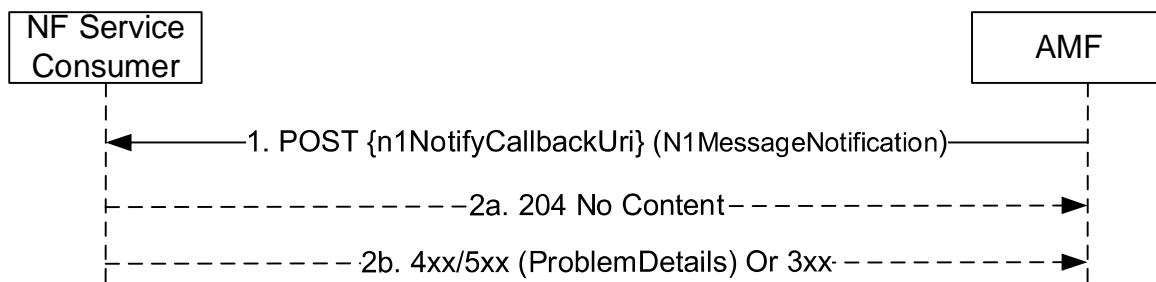 NF Service
Consumer
AMF
1. POST {n1NotifyCallbackUri} (N1MessageNotification)
2a. 204 No Content
2b. 4xx/5xx (ProblemDetails) Or 3xx